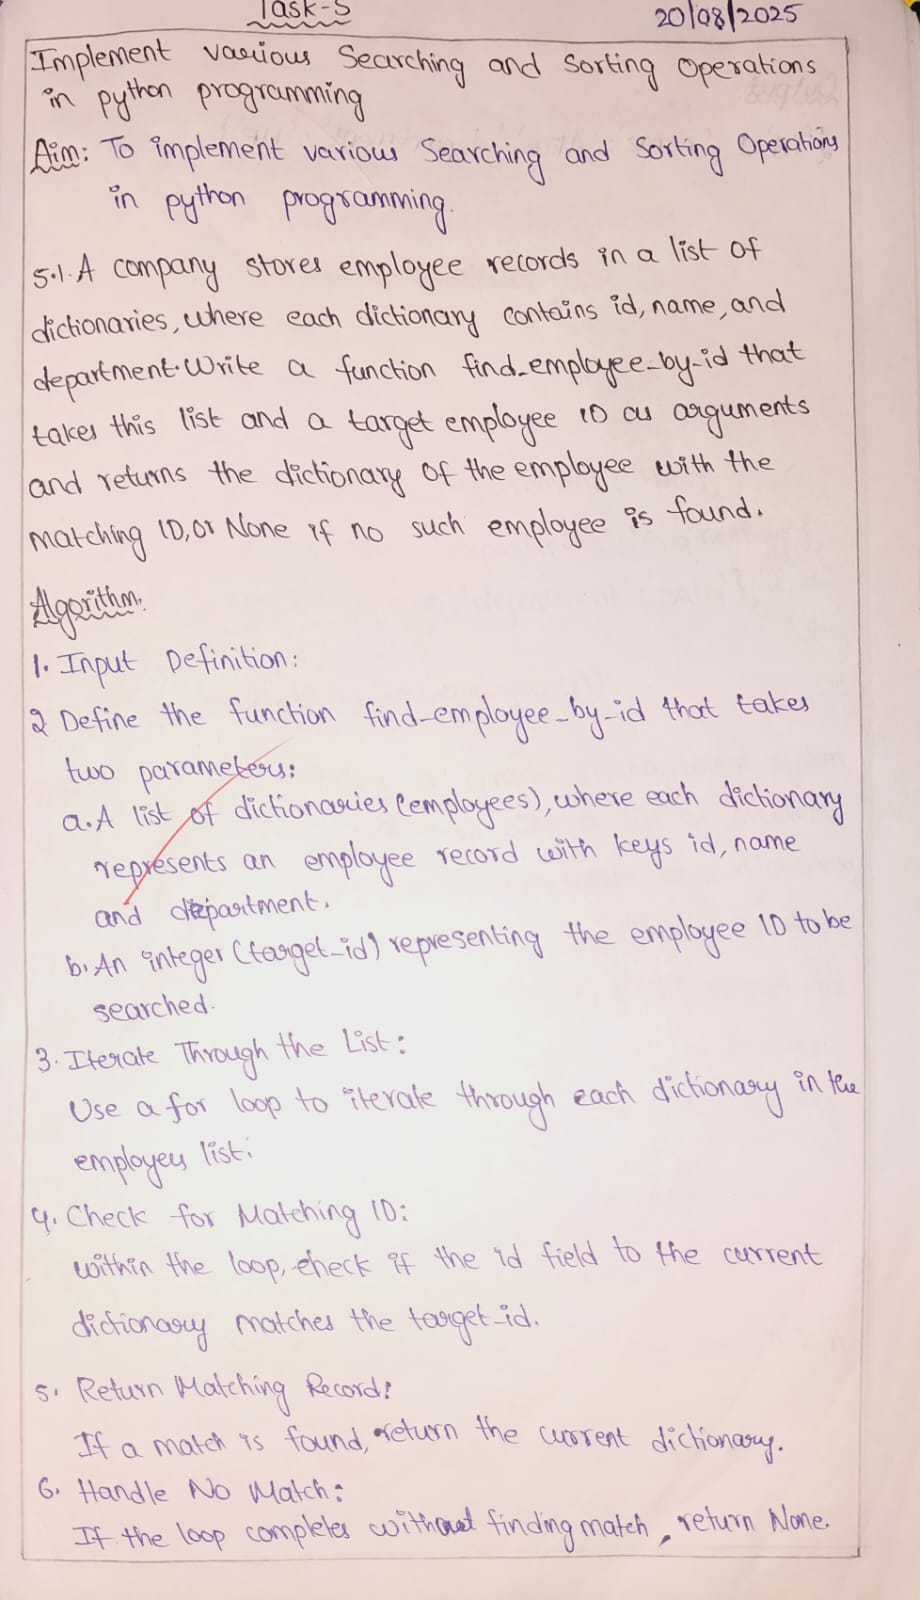 Task-5
20/08/2025
Implement various Searching and Sorting Operations
in python programming
Aim: To implement various Searching and Sorting Operations
in python programming.
5.1. A company stores employee records in a list of
dictionaries, where each dictionary contains id, name, and
department. Write a function find_employee_by_id that
takes this list and a target employee ID as arguments
and returns the dictionary of the employee with the
matching ID, or None if no such employee is found.
Algorithm:
1. Input Definition:
2 Define the function find_employee_by_id that takes
two parameters:
a. A list of dictionaries (employees), where each dictionary
represents an employee record with keys id, name
and department.
b. An integer (target_id) representing the employee ID to be
searched.
3. Iterate Through the List:
Use a for loop to iterate through each dictionary in the
employees list.
4. Check for Matching ID:
within the loop, check if the id field to the current
dictionary matches the target_id.
5. Return Matching Record:
If a match is found, return the current dictionary.
6. Handle No Match:
If the loop completes without finding match, return None.